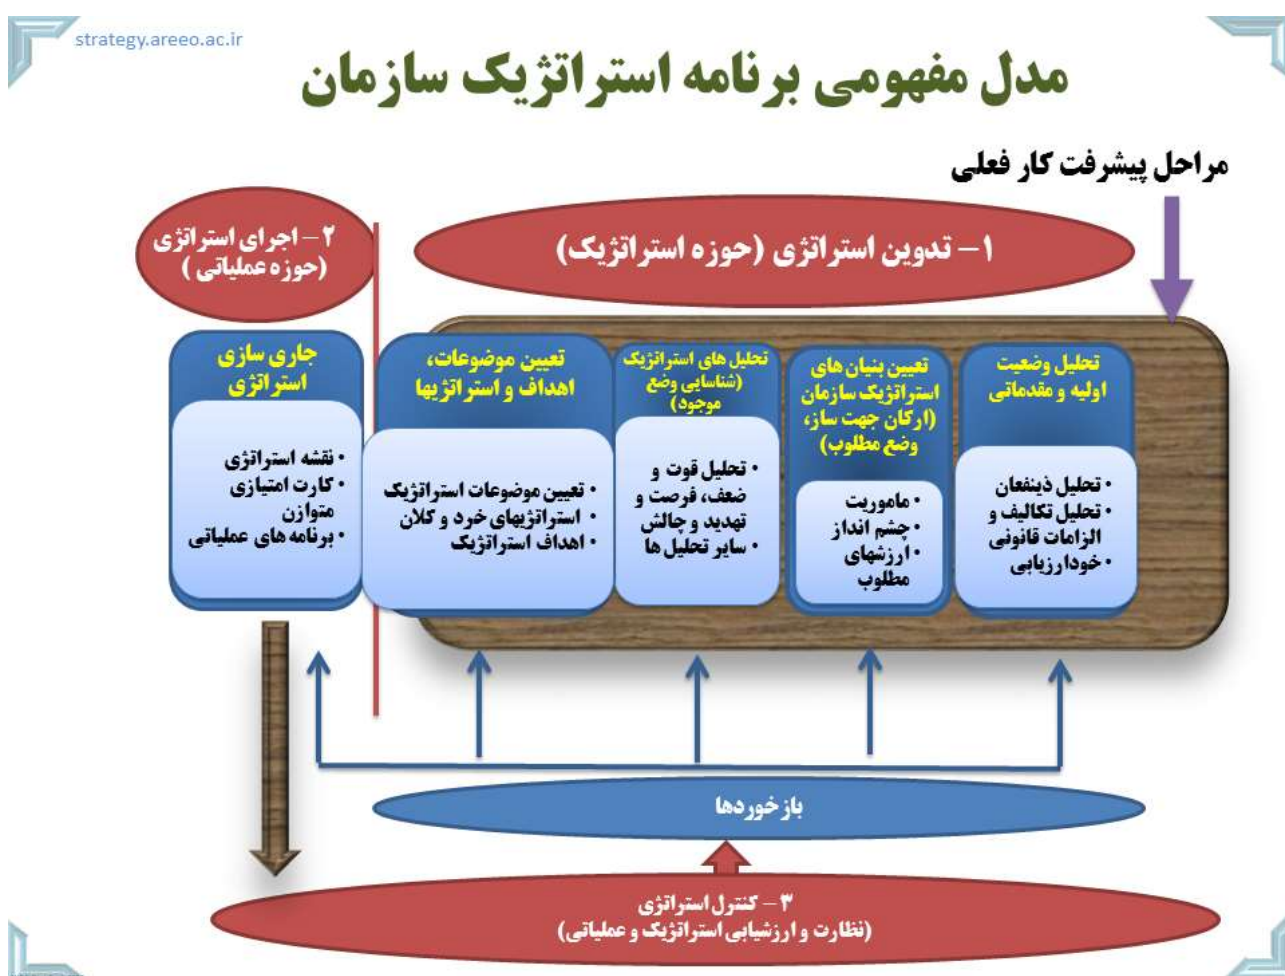 strategy.areeo.ac.ir
مدل مفهومی برنامه استراتژیک سازمان
مراحل پیشرفت کار فعلی
۱- تدوین استراتژی (حوزه استراتژیک)
۲- اجرای استراتژی
(حوزه عملیاتی )
تحلیل وضعیت
اولیه و مقدماتی
• تحلیل ذینفعان
• تحلیل تکالیف و
الزامات قانونی
• خودارزیابی
تعیین بنیان های
استراتژیک سازمان
(ارکان جهت ساز،
وضع مطلوب)
• ماموریت
• چشم انداز
• ارزشهای
مطلوب
تحلیل های استراتژیک
(شناسایی وضع
موجود)
• تحلیل قوت و
ضعف، فرصت و
تهدید و چالش
• سایر تحلیل ها
تعیین موضوعات،
اهداف و استراتژیها
• تعیین موضوعات استراتژیک
• استراتژیهای خرد و کلان
• اهداف استراتژیک
جاری سازی
استراتژی
• نقشه استراتژی
• کارت امتیازی
متوازن
• برنامه های عملیاتی
بازخوردها
۳- کنترل استراتژی
(نظارت و ارزشیابی استراتژیک و عملیاتی)